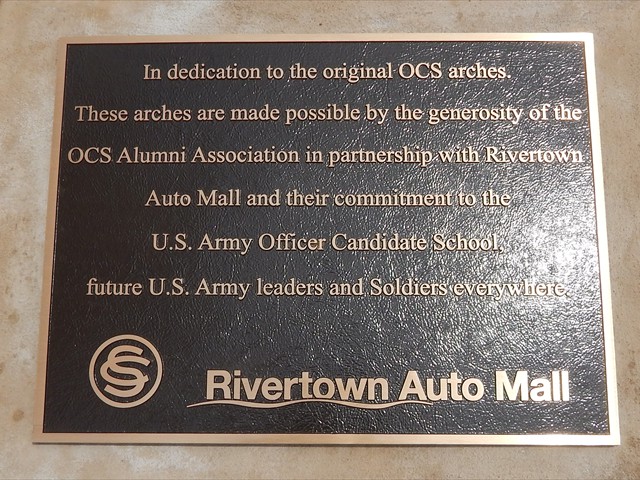 In dedication to the original OCS arches.
These arches are made possible by the generosity of the
OCS Alumni Association in partnership with Rivertown
Auto Mall and their commitment to the
U.S. Army Officer Candidate School,
future U.S. Army leaders and Soldiers everywhere.
OCS
Rivertown Auto Mall